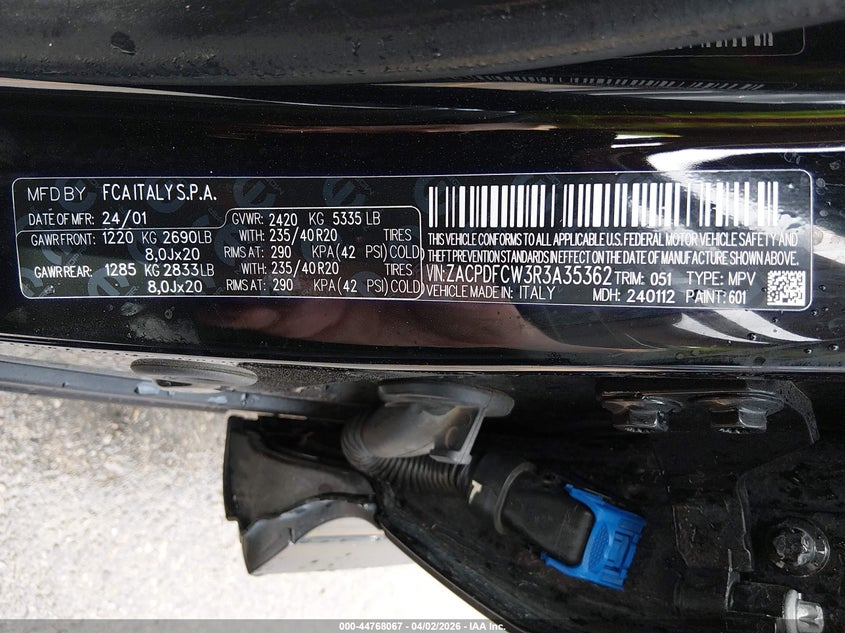 MFD BY FCA ITALY S.P.A.
DATE OF MFR: 24/01 GVWR: 2420 KG 5335 LB
GAWR FRONT: 1220 KG 2690LB WITH: 235/40R20 TIRES
8,0Jx20 RIMS AT: 290 KPA(42 PSI)COLD
GAWR REAR: 1285 KG 2833LB WITH: 235/40R20 TIRES
8,0Jx20 RIMS AT: 290 KPA(42 PSI)COLD
THIS VEHICLE CONFORMS TO ALL APPLICABLE U.S. FEDERAL MOTOR VEHICLE SAFETY AND
THEFT PREVENTION STANDARDS IN EFFECT ON THE DATE OF MANUFACTURE SHOWN ABOVE.
VIN: ZACPDFCW3R3A35362 TRIM: 051 TYPE: MPV
VEHICLE MADE IN: ITALY MDH: 240112 PAINT: 601
000-44768067 - 04/02/2026 - IAA Inc.